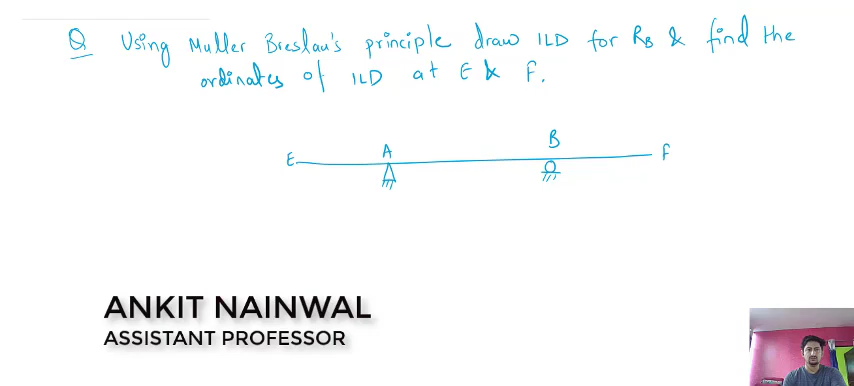 Q Using Muller Breslau's principle draw ILD for RB & find the
ordinates of ILD at E & F.
E A B F
ANKIT NAINWAL
ASSISTANT PROFESSOR